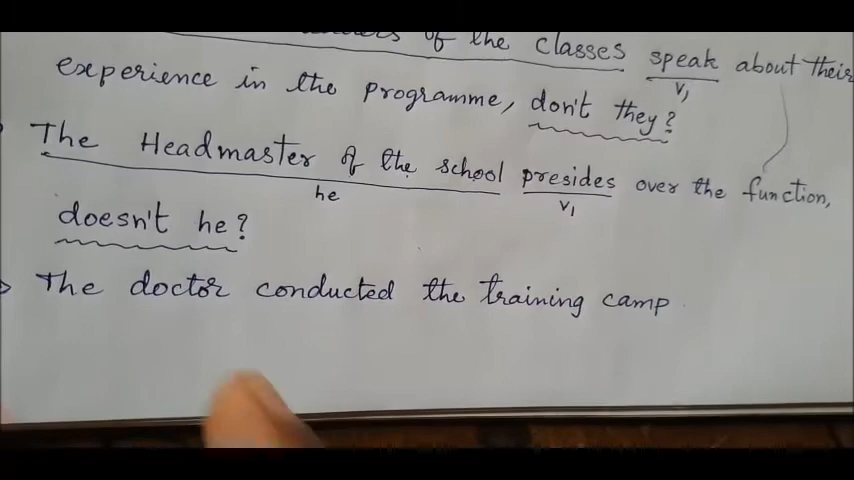 of the classes speak about their
V1
experience in the programme, don't they?
The Headmaster of the school presides over the function,
he V1
doesn't he?
The doctor conducted the training camp